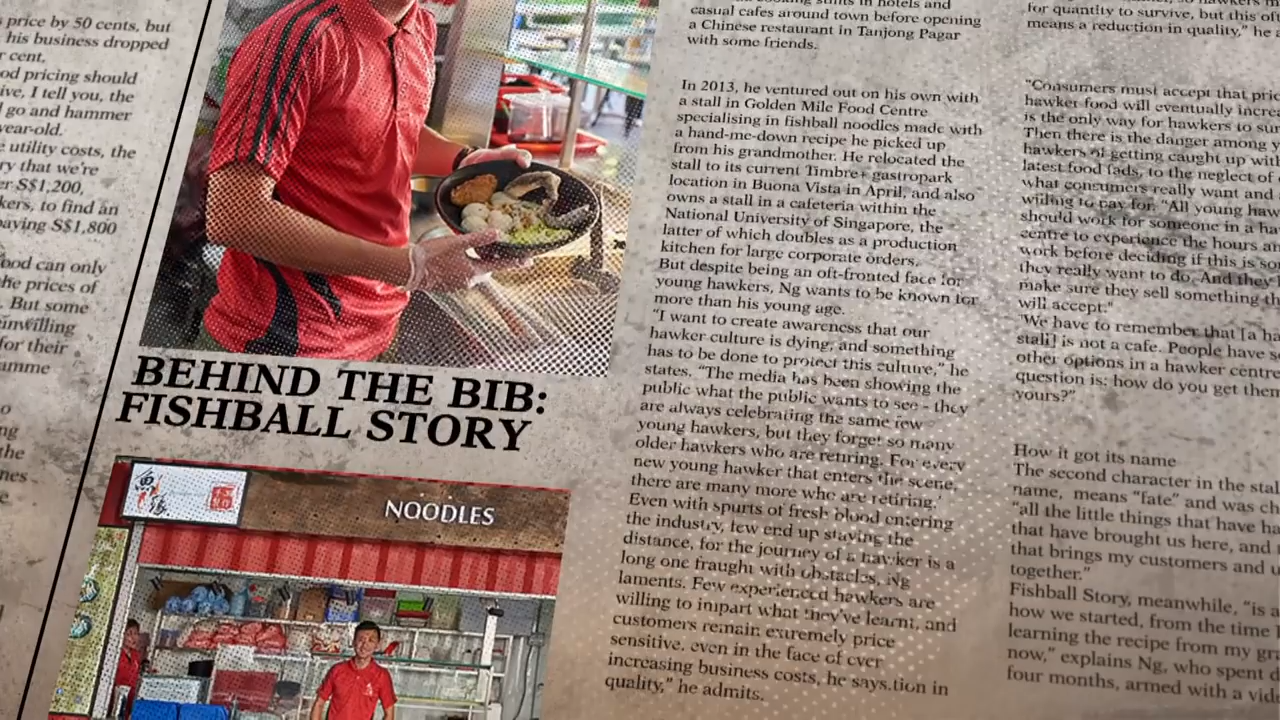 price by 50 cents, but
his business dropped
cent.
od pricing should
ive, I tell you, the
go and hammer
year-old.
utility costs, the
ry that we're
er S$1,200,
kers, to find an
paying S$1,800
food can only
the prices of
. But some
unwilling
for their
BEHIND THE BIB:
FISHBALL STORY
魚緣
NOODLES
casual cafes around town before opening
a Chinese restaurant in Tanjong Pagar
with some friends.
In 2013, he ventured out on his own with
a stall in Golden Mile Food Centre
specialising in fishball noodles made with
a hand-me-down recipe he picked up
from his grandmother. He relocated the
stall to its current Timbre+ gastropark
location in Buona Vista in April, and also
owns a stall in a cafeteria within the
National University of Singapore, the
latter of which doubles as a production
kitchen for large corporate orders.
But despite being an oft-fronted face for
young hawkers, Ng wants to be known for
more than his young age.
"I want to create awareness that our
hawker culture is dying, and something
has to be done to protect this culture," he
states. "The media has been showing the
public what the public wants to see – they
are always celebrating the same few
young hawkers, but they forget so many
older hawkers who are retiring. For every
new young hawker that enters the scene,
there are many more who are retiring.'
Even with spurts of fresh blood entering
the industry, few end up staying the
distance, for the journey of a hawker is a
long one fraught with obstacles, Ng
laments. Few experienced hawkers are
willing to impart what they've learnt, and
customers remain extremely price
sensitive. even in the face of ever
increasing business costs, he says.tion in
quality," he admits.
for quantity to survive, but this of
means a reduction in quality," he a
"Consumers must accept that pric
hawker food will eventually increa
is the only way for hawkers to sur
Then there is the danger among y
hawkers of getting caught up with
latest food fads, to the neglect of
what consumers really want and
willing to pay for. "All young haw
should work for someone in a ha
centre to experience the hours an
work before deciding if this is so
they really want to do. And they
make sure they sell something th
will accept."
"We have to remember that [a ha
stall] is not a cafe. People have s
other options in a hawker centre
question is: how do you get them
yours?"
How it got its name
The second character in the stal
name, means "fate" and was ch
"all the little things that have ha
that have brought us here, and
that brings my customers and u
together."
Fishball Story, meanwhile, "is a
how we started, from the time
learning the recipe from my gra
now," explains Ng, who spent d
four months, armed with a vid